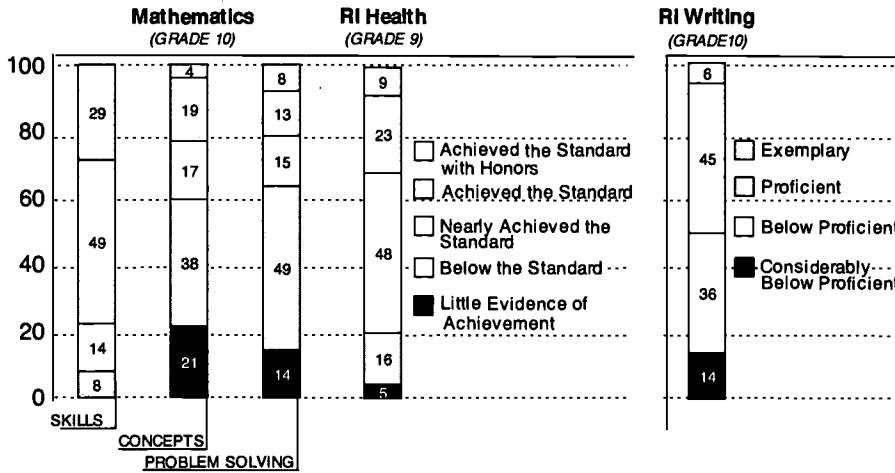 Mathematics
(GRADE 10)
RI Health
(GRADE 9)
RI Writing
(GRADE10)
100
80
60
40
20
0
29
49
14
8
4
19
17
38
21
8
13
15
49
14
9
23
48
16
5
Achieved the Standard
with Honors
Achieved the Standard
Nearly Achieved the
Standard
Below the Standard
Little Evidence of
Achievement
6
45
36
14
Exemplary
Proficient
Below Proficient
Considerably
Below Proficient
SKILLS
CONCEPTS
PROBLEM SOLVING